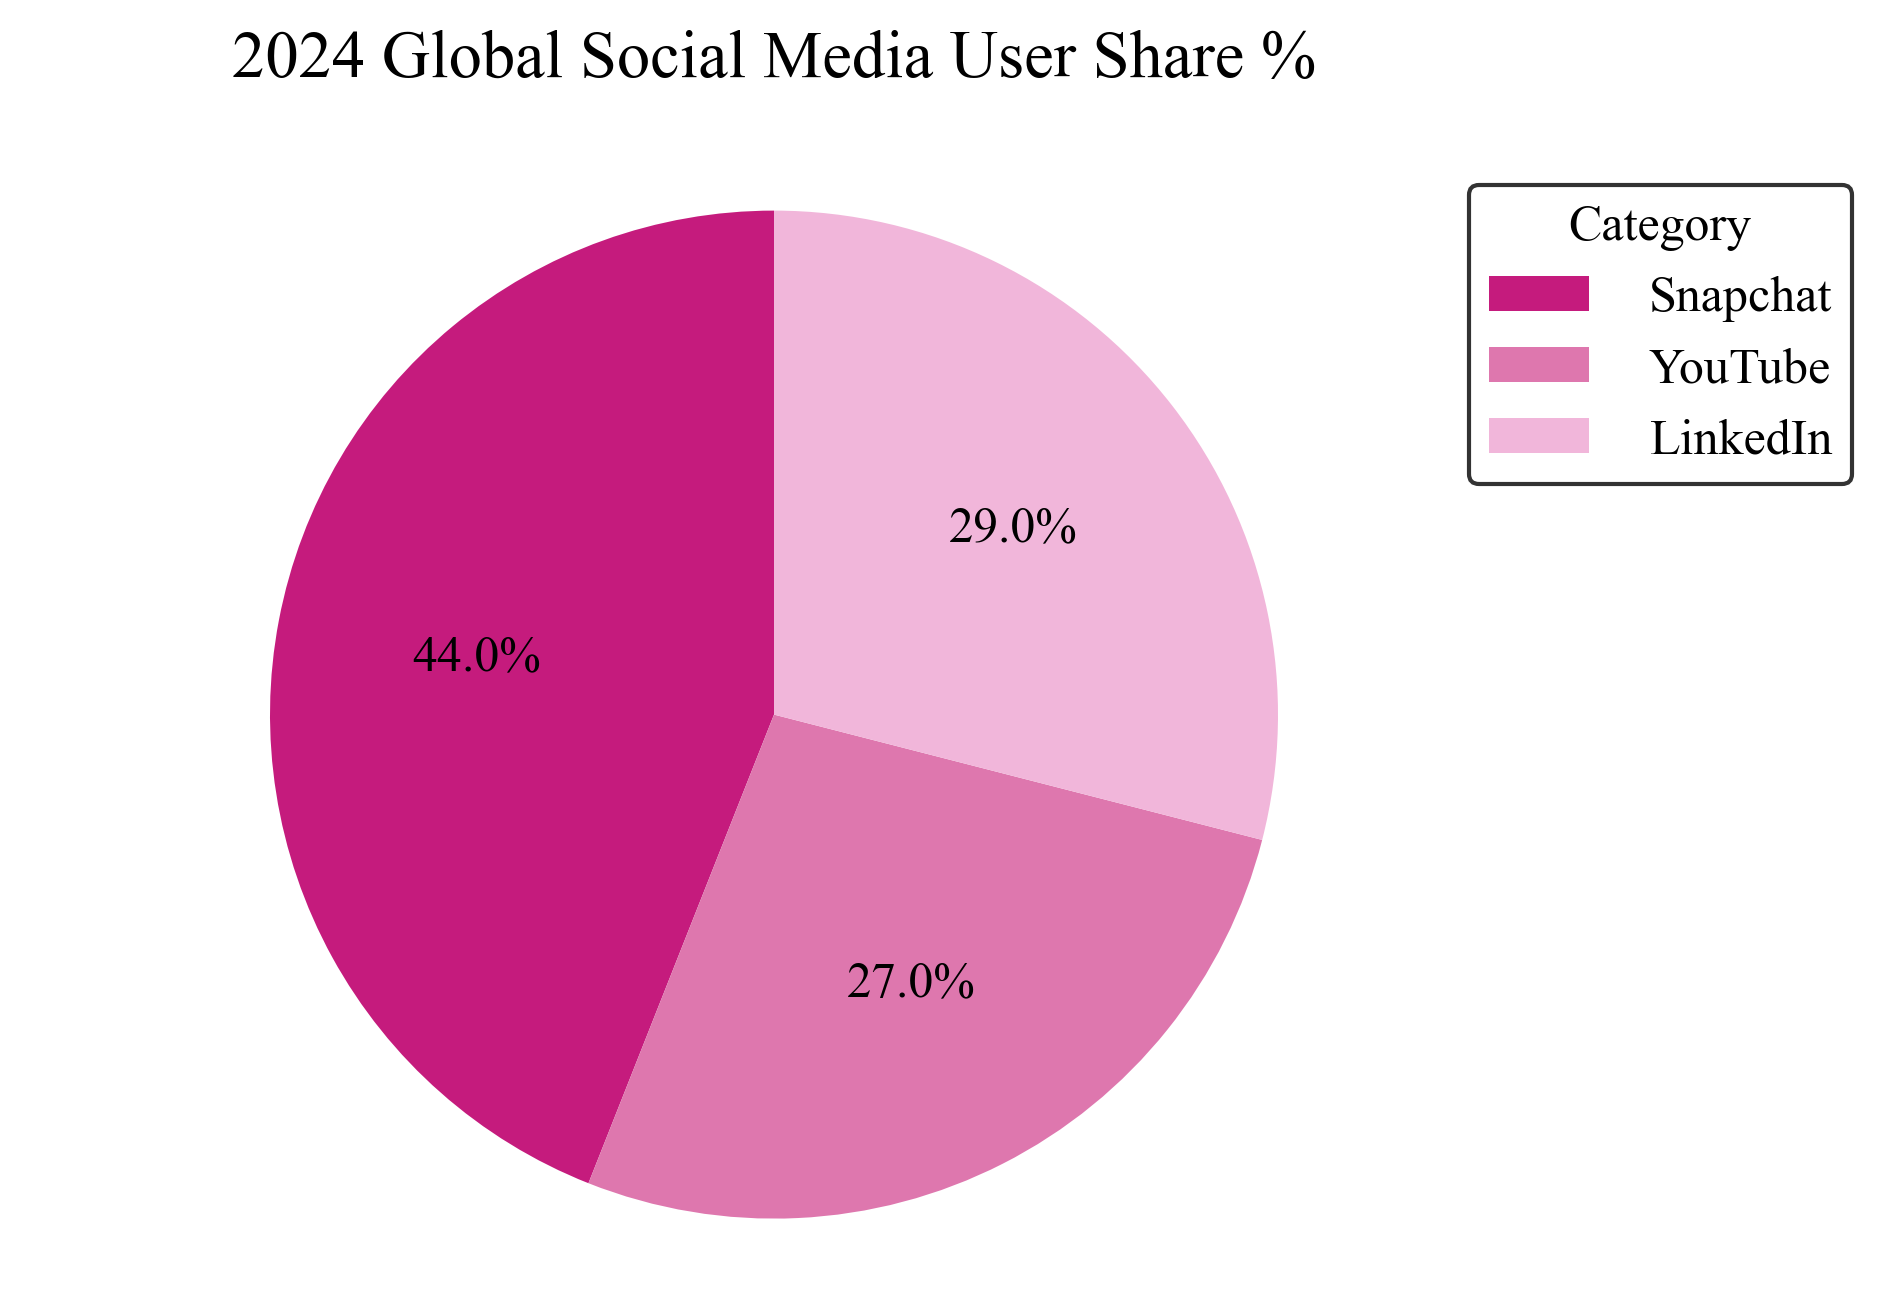 2024 Global Social Media User Share %
Category
Snapchat
YouTube
LinkedIn
29.0%
44.0%
27.0%